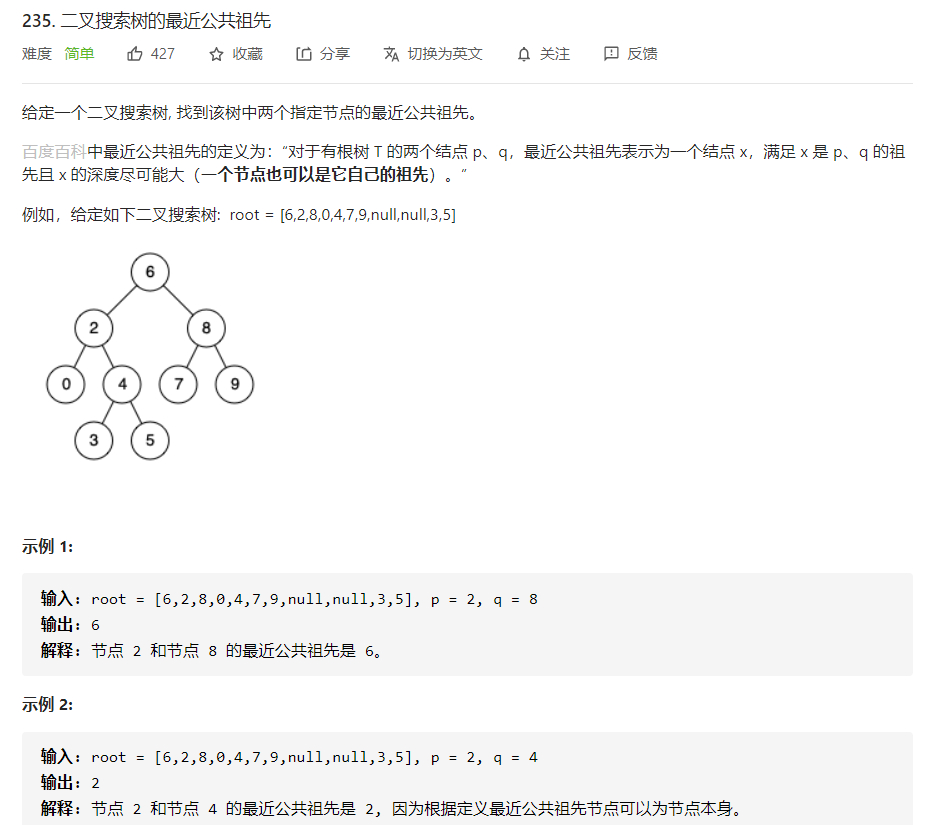 235. 二叉搜索树的最近公共祖先
难度 简单 427 收藏 分享 切换为英文 关注 反馈
给定一个二叉搜索树, 找到该树中两个指定节点的最近公共祖先。
百度百科中最近公共祖先的定义为：“对于有根树 T 的两个结点 p、q，最近公共祖先表示为一个结点 x，满足 x 是 p、q 的祖
先且 x 的深度尽可能大（一个节点也可以是它自己的祖先）。”
例如，给定如下二叉搜索树: root = [6,2,8,0,4,7,9,null,null,3,5]
6
2 8
0 4 7 9
3 5
示例 1:
输入: root = [6,2,8,0,4,7,9,null,null,3,5], p = 2, q = 8
输出: 6
解释: 节点 2 和节点 8 的最近公共祖先是 6。
示例 2:
输入: root = [6,2,8,0,4,7,9,null,null,3,5], p = 2, q = 4
输出: 2
解释: 节点 2 和节点 4 的最近公共祖先是 2, 因为根据定义最近公共祖先节点可以为节点本身。